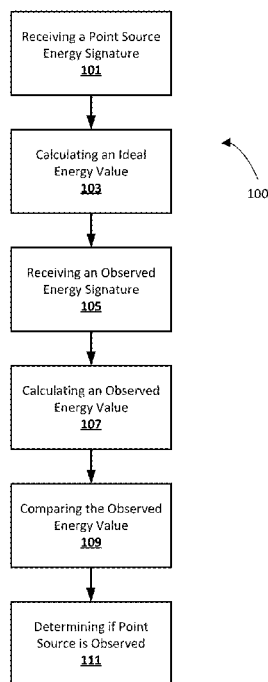 Receiving a Point Source
Energy Signature
101
Calculating an Ideal
Energy Value
103
100
Receiving an Observed
Energy Signature
105
Calculating an Observed
Energy Value
107
Comparing the Observed
Energy Value
109
Determining if Point
Source is Observed
111